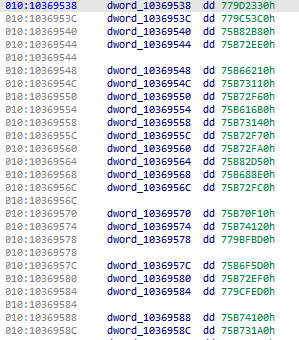 010:10369538 dword_10369538 dd 779D2330h
010:1036953C dword_1036953C dd 779C53C0h
010:10369540 dword_10369540 dd 75B82B80h
010:10369544 dword_10369544 dd 75B72EE0h
010:10369544
010:10369548 dword_10369548 dd 75B66210h
010:1036954C dword_1036954C dd 75B73110h
010:10369550 dword_10369550 dd 75B72F60h
010:10369554 dword_10369554 dd 75B616B0h
010:10369558 dword_10369558 dd 75B73140h
010:1036955C dword_1036955C dd 75B72F70h
010:10369560 dword_10369560 dd 75B72FA0h
010:10369564 dword_10369564 dd 75B82D50h
010:10369568 dword_10369568 dd 75B688E0h
010:1036956C dword_1036956C dd 75B72FC0h
010:1036956C
010:10369570 dword_10369570 dd 75B70F10h
010:10369574 dword_10369574 dd 75B74120h
010:10369578 dword_10369578 dd 779BFBD0h
010:10369578
010:1036957C dword_1036957C dd 75B6F5D0h
010:10369580 dword_10369580 dd 75B72EF0h
010:10369584 dword_10369584 dd 779CFED0h
010:10369584
010:10369588 dword_10369588 dd 75B74100h
010:1036958C dword_1036958C dd 75B731A0h